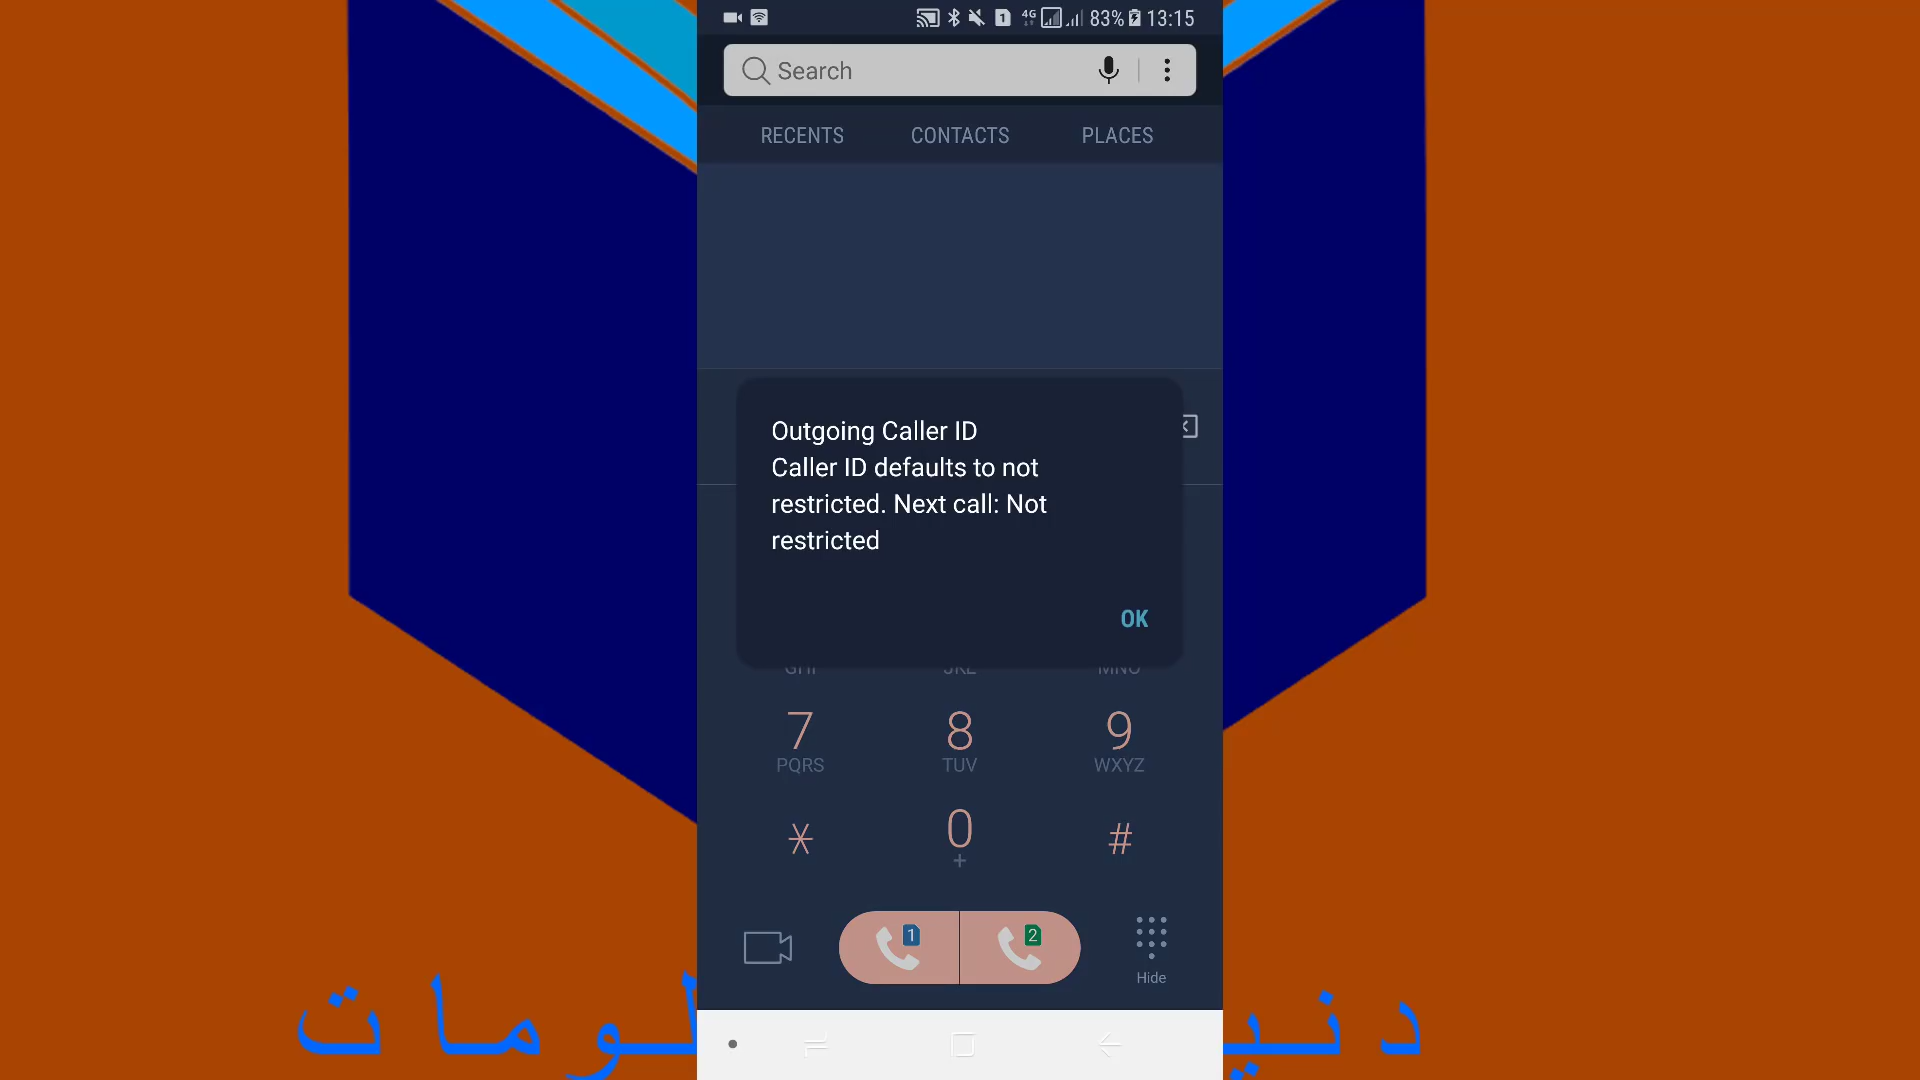 4G 83% 13:15
Search
RECENTS CONTACTS PLACES
Outgoing Caller ID
Caller ID defaults to not
restricted. Next call: Not
restricted
OK
7 8 9
PQRS TUV WXYZ
* 0 #
+
1 2
Hide